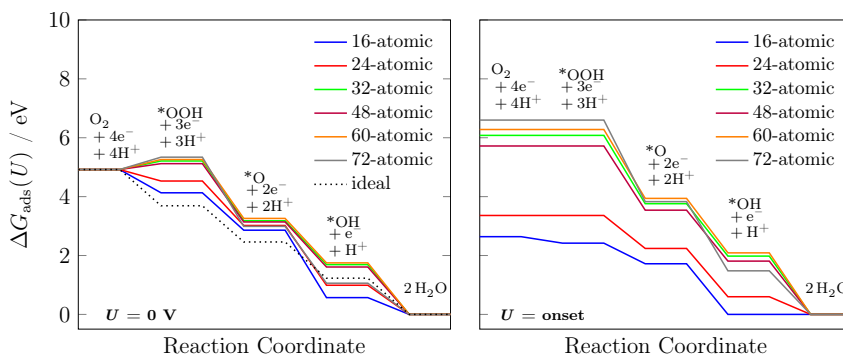 10
8
6
4
2
0
ΔG_ads(U) / eV
O₂
+ 4e⁻
+ 4H⁺
*OOH
+ 3e⁻
+ 3H⁺
*O
+ 2e⁻
+ 2H⁺
*OH
+ e⁻
+ H⁺
2 H₂O
16-atomic
24-atomic
32-atomic
48-atomic
60-atomic
72-atomic
ideal
U = 0 V
Reaction Coordinate
O₂
+ 4e⁻
+ 4H⁺
*OOH
+ 3e⁻
+ 3H⁺
*O
+ 2e⁻
+ 2H⁺
*OH
+ e⁻
+ H⁺
2 H₂O
16-atomic
24-atomic
32-atomic
48-atomic
60-atomic
72-atomic
U = onset
Reaction Coordinate